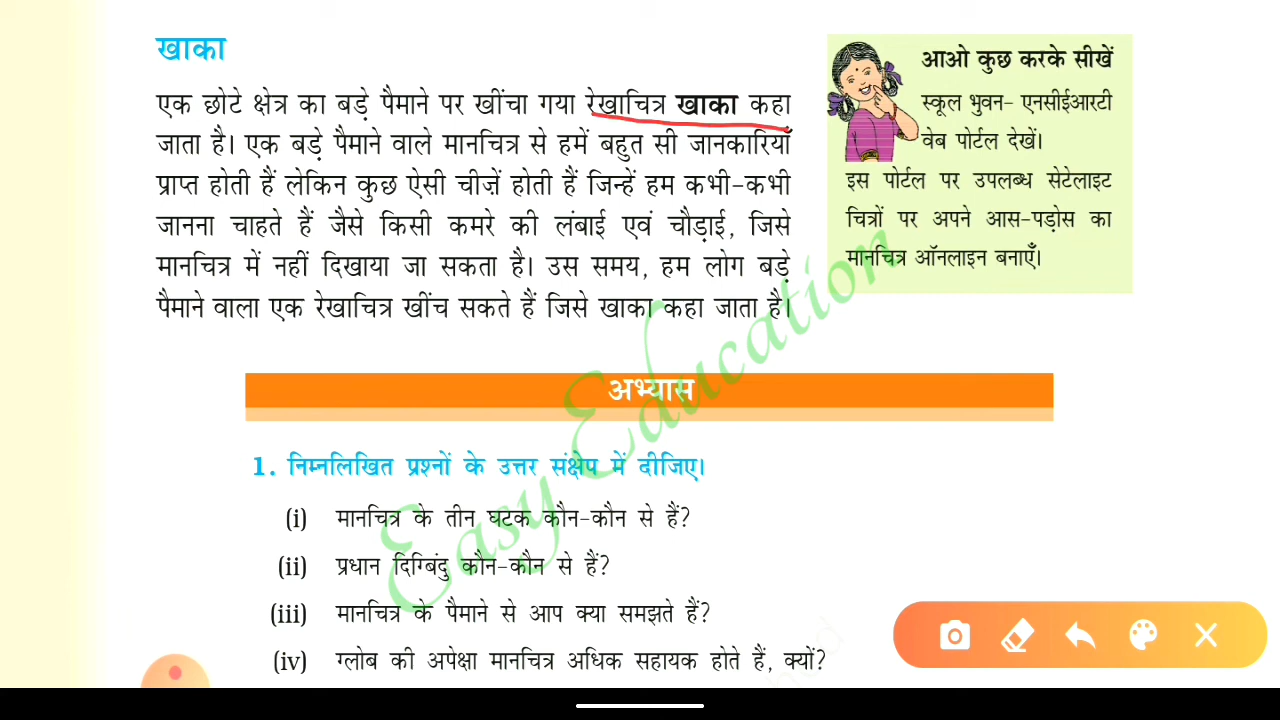 खाका
एक छोटे क्षेत्र का बड़े पैमाने पर खींचा गया रेखाचित्र खाका कहा
जाता है। एक बड़े पैमाने वाले मानचित्र से हमें बहुत सी जानकारियाँ
प्राप्त होती हैं लेकिन कुछ ऐसी चीज़ें होती हैं जिन्हें हम कभी-कभी
जानना चाहते हैं जैसे किसी कमरे की लंबाई एवं चौड़ाई, जिसे
मानचित्र में नहीं दिखाया जा सकता है। उस समय, हम लोग बड़े
पैमाने वाला एक रेखाचित्र खींच सकते हैं जिसे खाका कहा जाता है।
आओ कुछ करके सीखें
स्कूल भुवन- एनसीईआरटी
वेब पोर्टल देखें।
इस पोर्टल पर उपलब्ध सेटेलाइट
चित्रों पर अपने आस-पड़ोस का
मानचित्र ऑनलाइन बनाएँ।
Easy Education
अभ्यास
1. निम्नलिखित प्रश्नों के उत्तर संक्षेप में दीजिए।
(i) मानचित्र के तीन घटक कौन-कौन से हैं?
(ii) प्रधान दिग्बिंदु कौन-कौन से हैं?
(iii) मानचित्र के पैमाने से आप क्या समझते हैं?
(iv) ग्लोब की अपेक्षा मानचित्र अधिक सहायक होते हैं, क्यों?